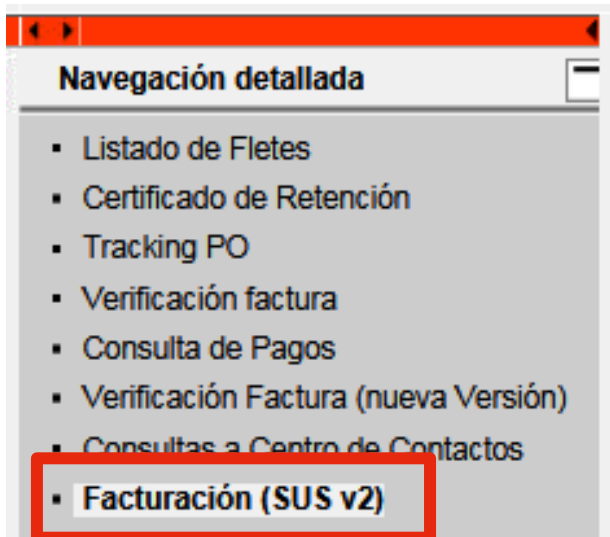 Navegación detallada
Listado de Fletes
Certificado de Retención
Tracking PO
Verificación factura
Consulta de Pagos
Verificación Factura (nueva Versión)
Consultas a Centro de Contactos
Facturación (SUS v2)